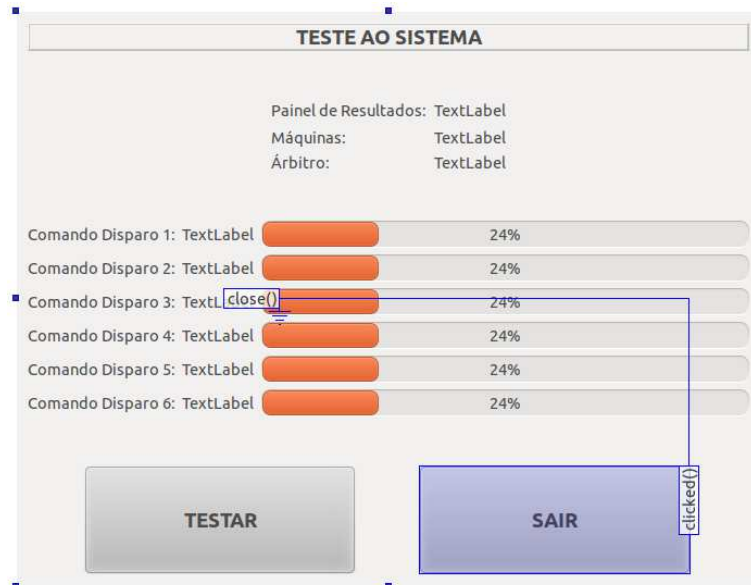 TESTE AO SISTEMA
Painel de Resultados: TextLabel
Máquinas: TextLabel
Árbitro: TextLabel
Comando Disparo 1: TextLabel 24%
Comando Disparo 2: TextLabel 24%
Comando Disparo 3: TextL close() 24%
Comando Disparo 4: TextLabel 24%
Comando Disparo 5: TextLabel 24%
Comando Disparo 6: TextLabel 24%
TESTAR SAIR clicked()